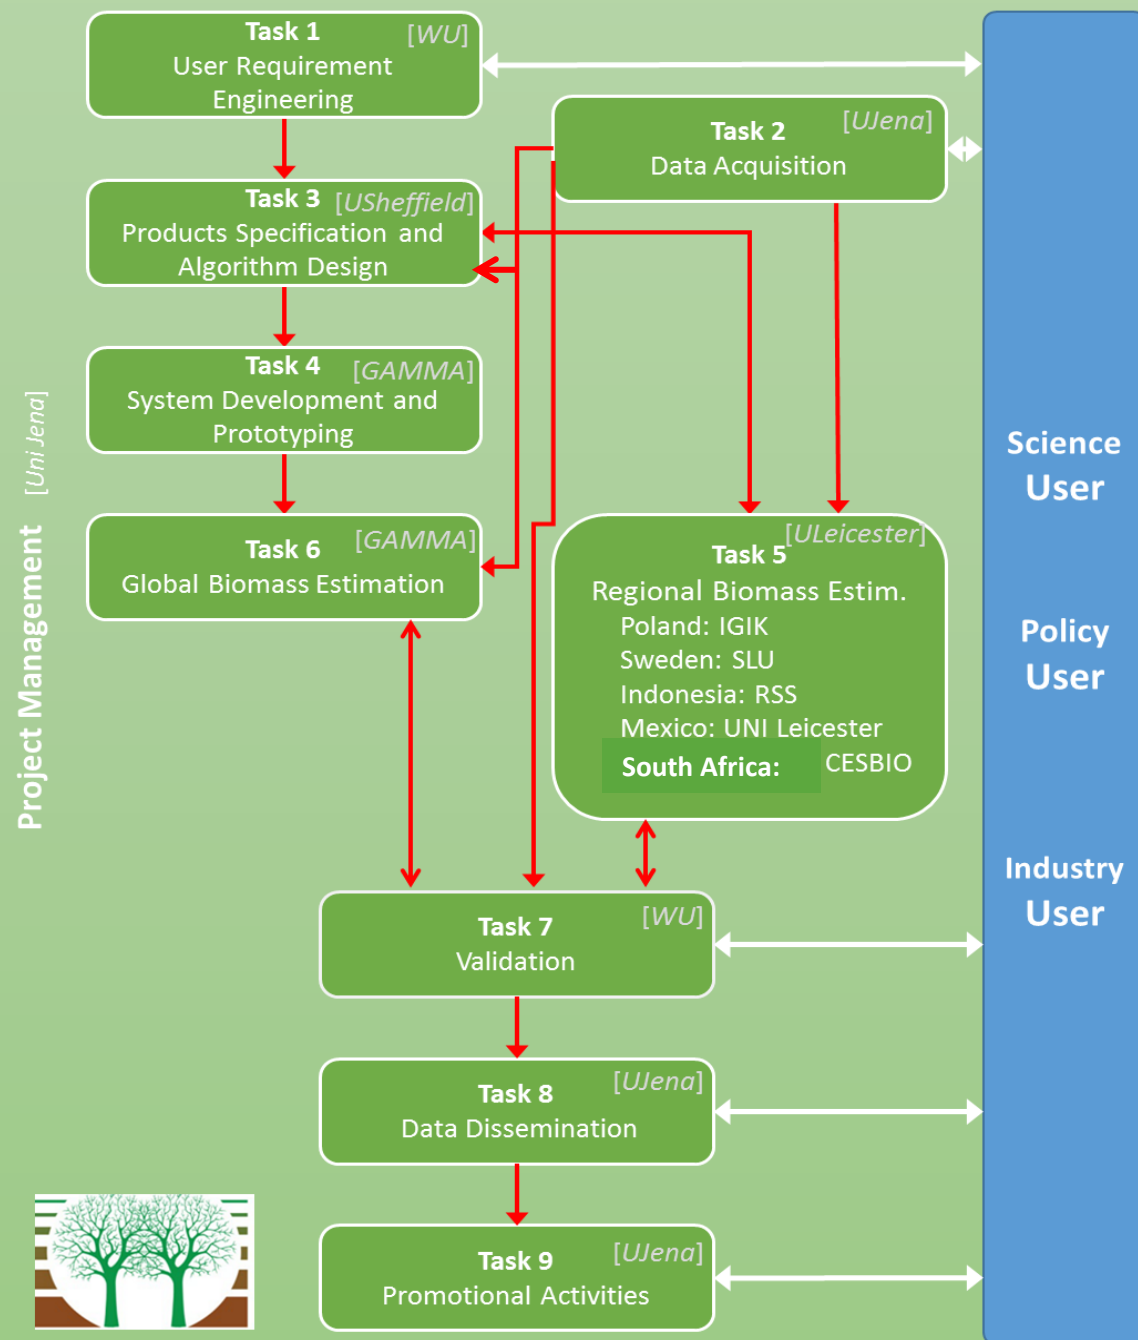 Task 1 [WU]
User Requirement
Engineering
Task 2 [UJena]
Data Acquisition
Task 3 [USheffield]
Products Specification and
Algorithm Design
Task 4 [GAMMA]
System Development and
Prototyping
Task 6 [GAMMA]
Global Biomass Estimation
Task 5 [ULeicester]
Regional Biomass Estim.
Poland: IGIK
Sweden: SLU
Indonesia: RSS
Mexico: UNI Leicester
South Africa: CESBIO
Task 7 [WU]
Validation
Task 8 [UJena]
Data Dissemination
Task 9 [UJena]
Promotional Activities
Project Management [Uni Jena]
Science
User
Policy
User
Industry
User